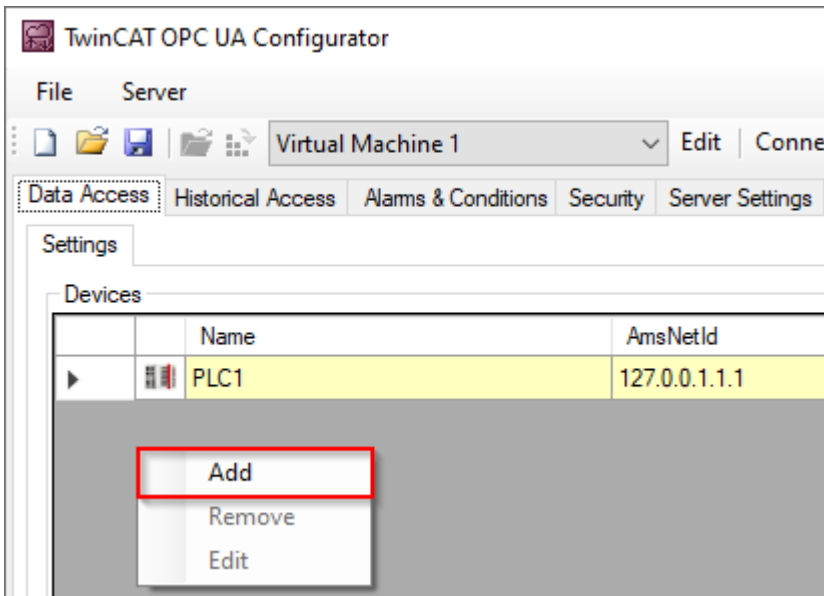 TwinCAT OPC UA Configurator
File Server
Virtual Machine 1 Edit Conne
Data Access Historical Access Alarms & Conditions Security Server Settings
Settings
Devices
Name AmsNetId
PLC1 127.0.0.1.1.1
Add
Remove
Edit